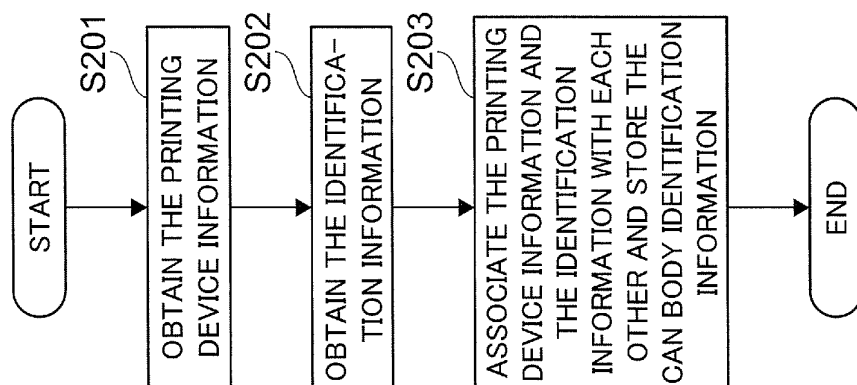 START
S201
OBTAIN THE PRINTING
DEVICE INFORMATION
S202
OBTAIN THE IDENTIFICA-
TION INFORMATION
S203
ASSOCIATE THE PRINTING
DEVICE INFORMATION AND
THE IDENTIFICATION
INFORMATION WITH EACH
OTHER AND STORE THE
CAN BODY IDENTIFICATION
INFORMATION
END